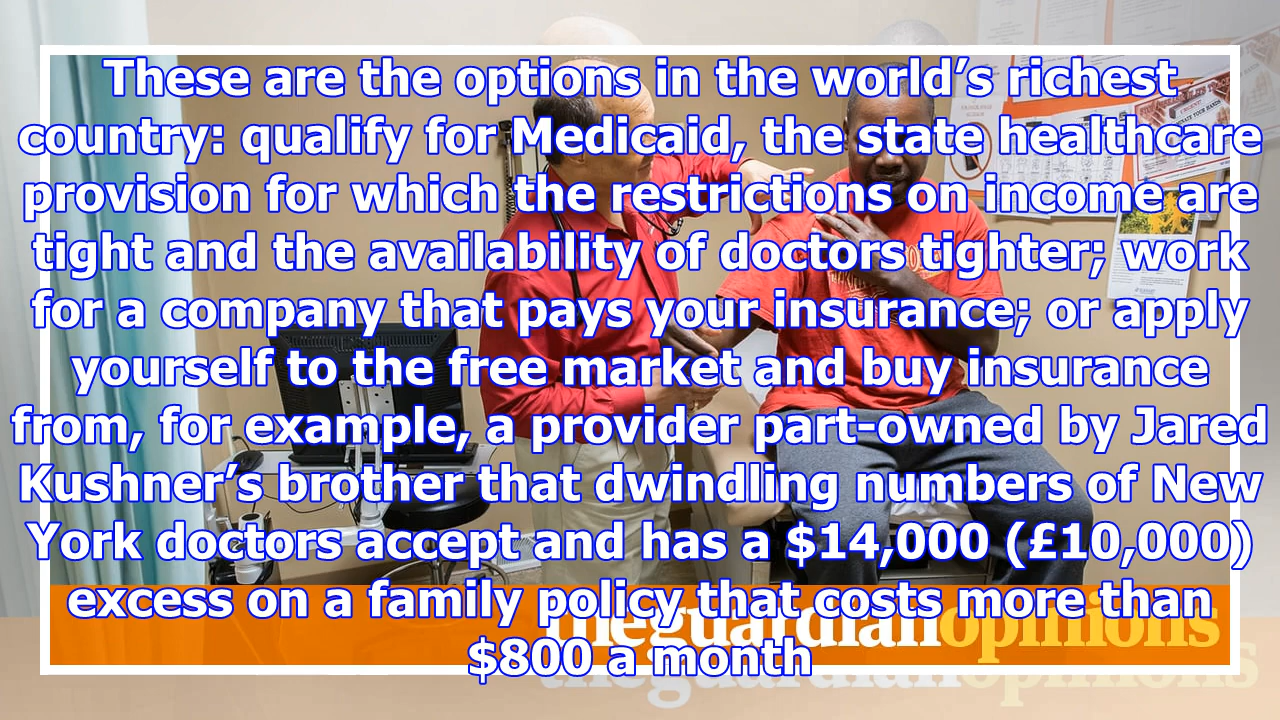 These are the options in the world’s richest
country: qualify for Medicaid, the state healthcare
provision for which the restrictions on income are
tight and the availability of doctors tighter; work
for a company that pays your insurance; or apply
yourself to the free market and buy insurance
from, for example, a provider part-owned by Jared
Kushner’s brother that dwindling numbers of New
York doctors accept and has a $14,000 (£10,000)
excess on a family policy that costs more than
$800 a month
theguardianopinions
theguardianopinions